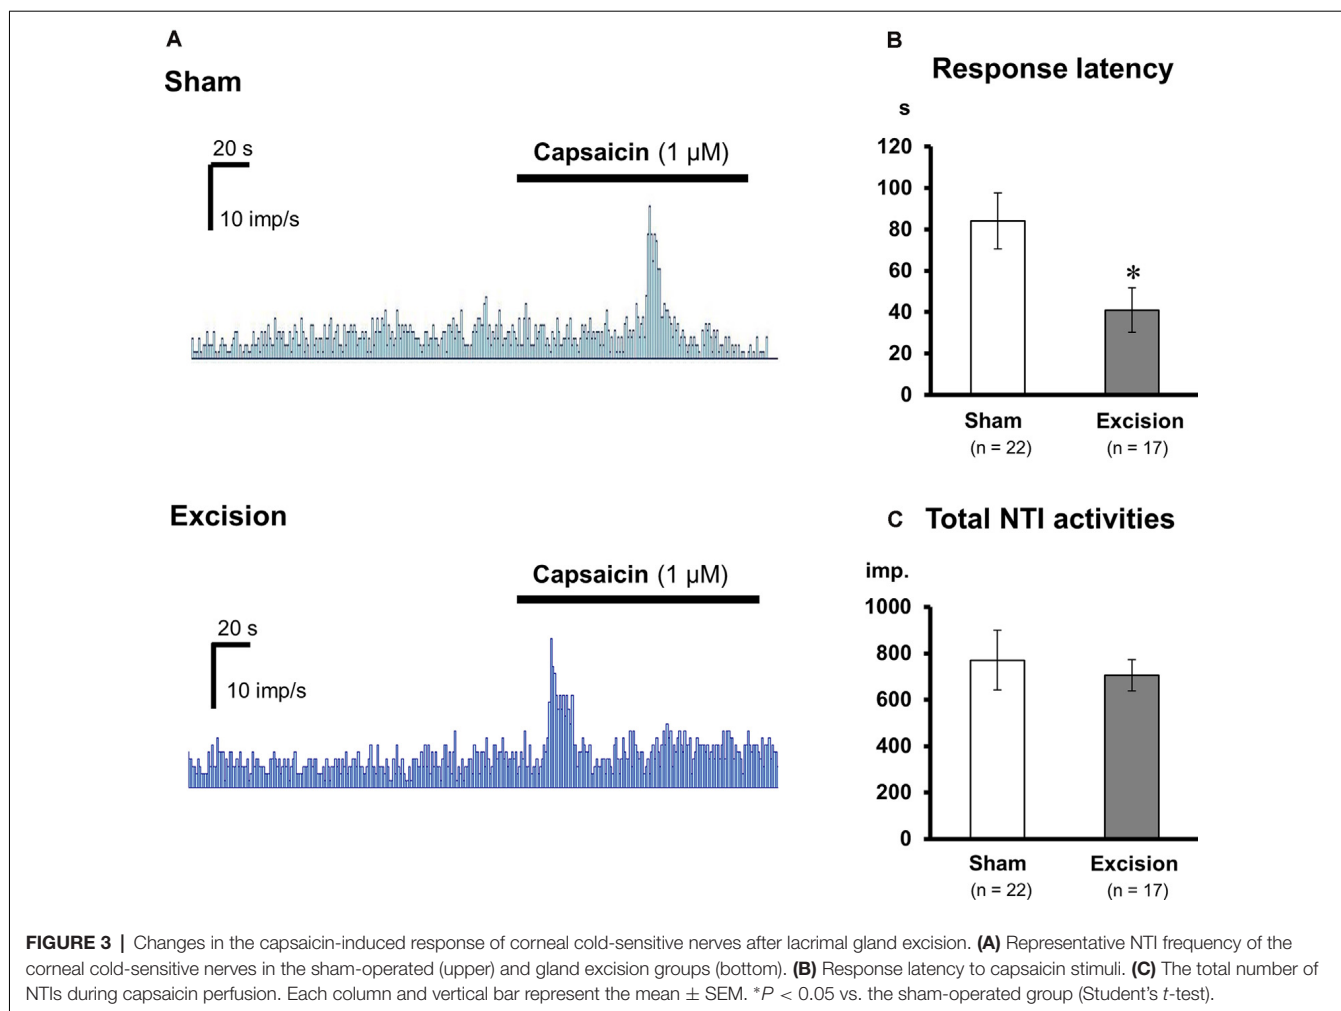 A
Sham
20 s
10 imp/s
Capsaicin (1 µM)
Excision
20 s
10 imp/s
Capsaicin (1 µM)
B
Response latency
s
120
100
80
60
40
20
0
*
Sham
Excision
(n = 22)
(n = 17)
C Total NTI activities
imp.
1000
800
600
400
200
0
Sham
Excision
(n = 22)
(n = 17)
FIGURE 3 | Changes in the capsaicin-induced response of corneal cold-sensitive nerves after lacrimal gland excision. (A) Representative NTI frequency of the
corneal cold-sensitive nerves in the sham-operated (upper) and gland excision groups (bottom). (B) Response latency to capsaicin stimuli. (C) The total number of
NTIs during capsaicin perfusion. Each column and vertical bar represent the mean ± SEM. *P < 0.05 vs. the sham-operated group (Student's t-test).